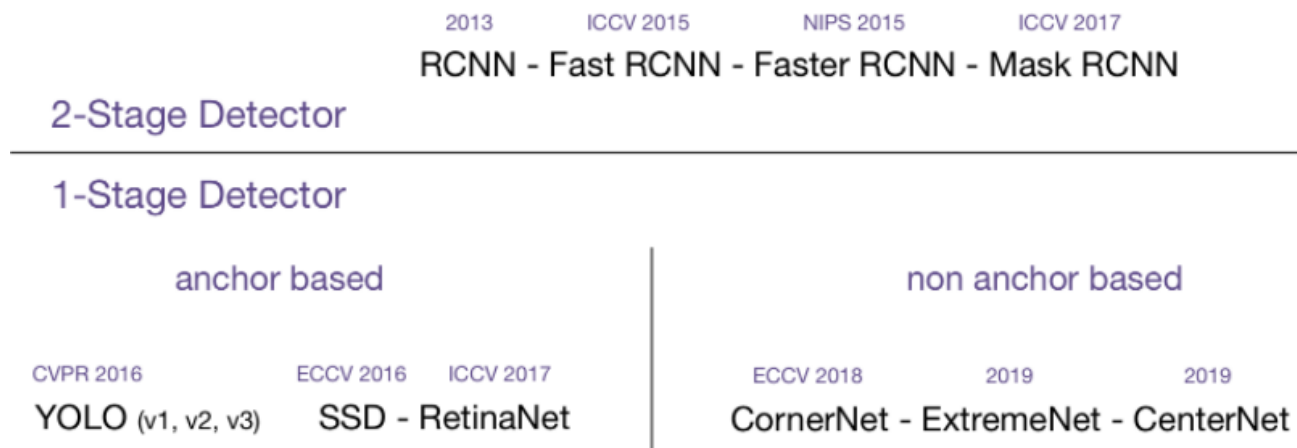 2013 ICCV 2015 NIPS 2015 ICCV 2017
RCNN - Fast RCNN - Faster RCNN - Mask RCNN
2-Stage Detector
1-Stage Detector
anchor based
non anchor based
CVPR 2016 ECCV 2016 ICCV 2017
YOLO (v1, v2, v3) SSD - RetinaNet
ECCV 2018 2019 2019
CornerNet - ExtremeNet - CenterNet